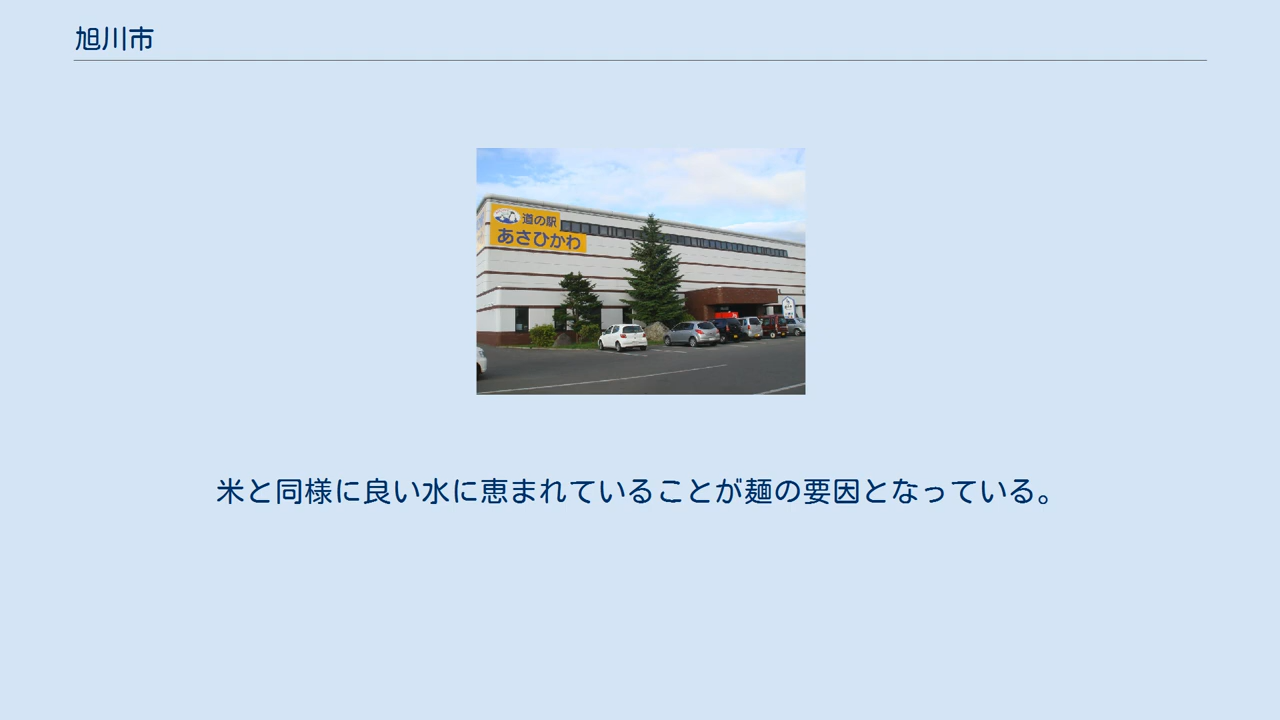 旭川市
道の駅
あさひかわ
米と同様に良い水に恵まれていることが麺の要因となっている。